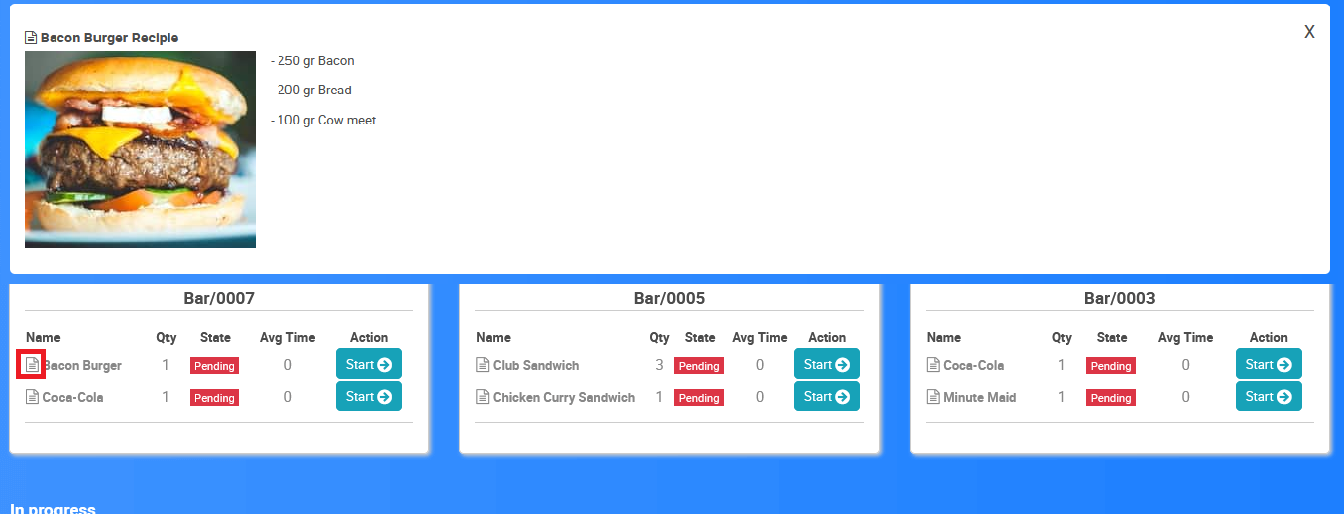 Bacon Burger Recipie
X
- 250 gr Bacon
200 gr Bread
- 100 gr Cow meet
Bar/0007
Name Qty State Avg Time Action
Bacon Burger 1 Pending 0 Start
Coca-Cola 1 Pending 0 Start
Bar/0005
Name Qty State Avg Time Action
Club Sandwich 3 Pending 0 Start
Chicken Curry Sandwich 1 Pending 0 Start
Bar/0003
Name Qty State Avg Time Action
Coca-Cola 1 Pending 0 Start
Minute Maid 1 Pending 0 Start
In progress